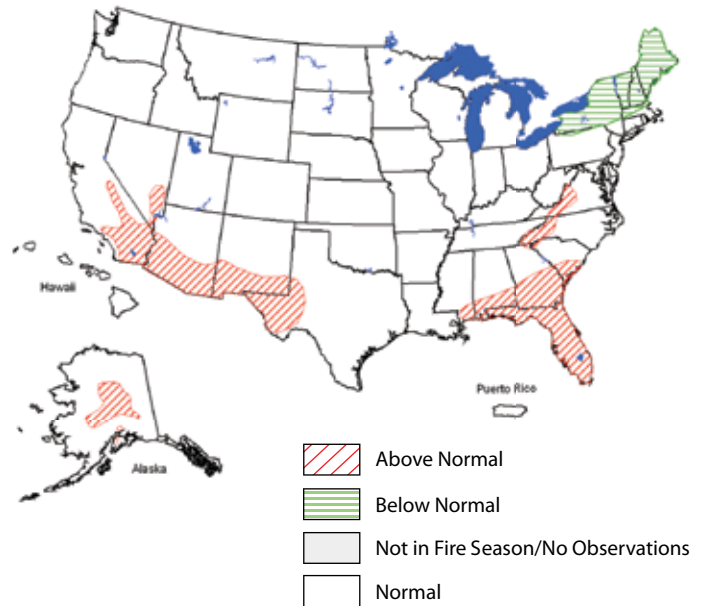 Hawaii
Puerto Rico
Alaska
Above Normal
Below Normal
Not in Fire Season/No Observations
Normal